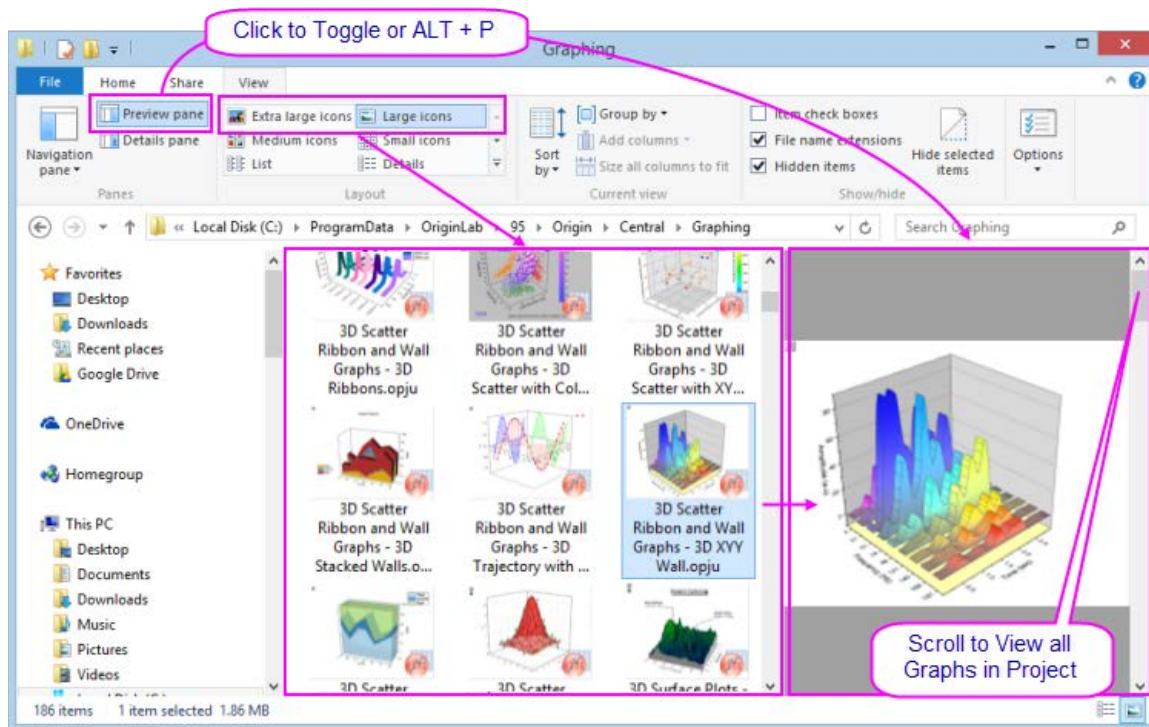 Click to Toggle or ALT + P
Graphing
File Home Share View
Preview pane
Details pane
Navigation pane
Panes
Extra large icons Large icons
Medium icons Small icons
List Details
Layout
Sort by
Group by
Add columns
Size all columns to fit
Current view
Item check boxes
File name extensions
Hidden items
Hide selected items
Show/hide
Options
« Local Disk (C:) ProgramData OriginLab 95 Origin Central Graphing
Search Graphing
Favorites
Desktop
Downloads
Recent places
Google Drive
OneDrive
Homegroup
This PC
Desktop
Documents
Downloads
Music
Pictures
Videos
3D Scatter
Ribbon and Wall
Graphs - 3D
Ribbons.opju
3D Scatter
Ribbon and Wall
Graphs - 3D
Scatter with Col...
3D Scatter
Ribbon and Wall
Graphs - 3D
Scatter with XY...
3D Scatter
Ribbon and Wall
Graphs - 3D
Stacked Walls.o...
3D Scatter
Ribbon and Wall
Graphs - 3D
Trajectory with ...
3D Scatter
Ribbon and Wall
Graphs - 3D XYY
Wall.opju
3D Scatter
3D Scatter
3D Surface Plots -
Scroll to View all
Graphs in Project
186 items 1 item selected 1.86 MB